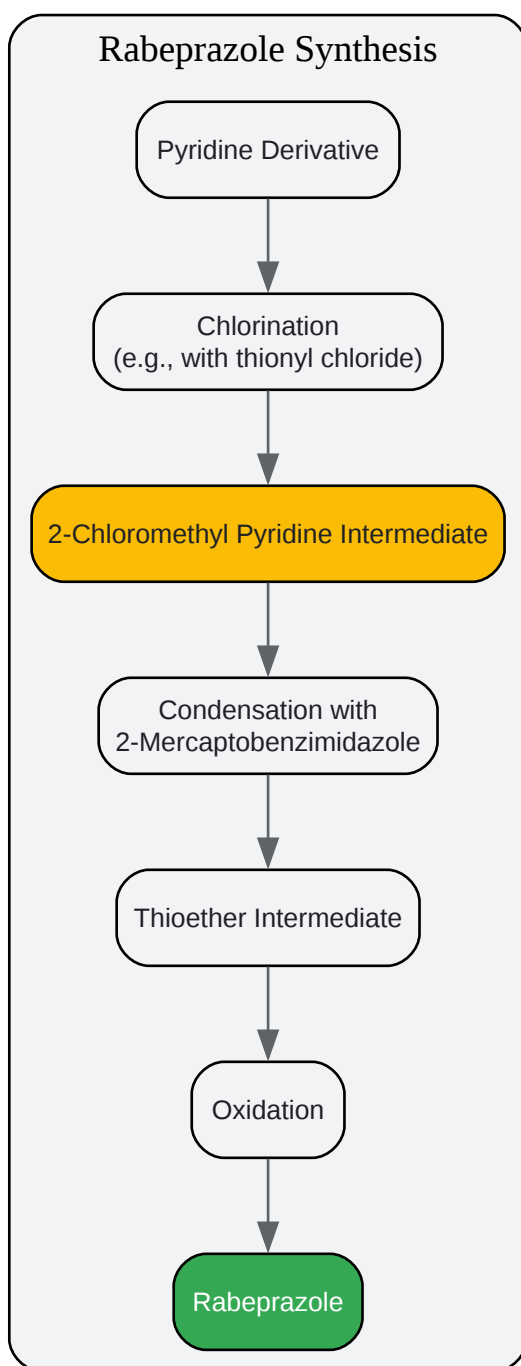 Rabeprazole Synthesis
Pyridine Derivative
Chlorination
(e.g., with thionyl chloride)
2-Chloromethyl Pyridine Intermediate
Condensation with
2-Mercaptobenzimidazole
Thioether Intermediate
Oxidation
Rabeprazole